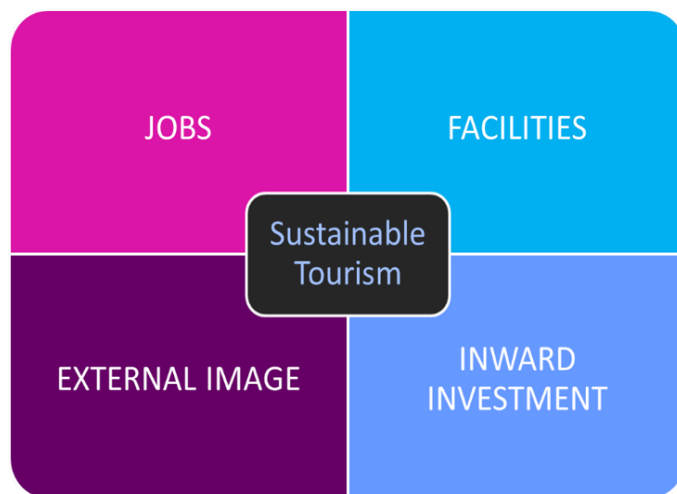 JOBS
FACILITIES
Sustainable
Tourism
EXTERNAL IMAGE
INWARD
INVESTMENT